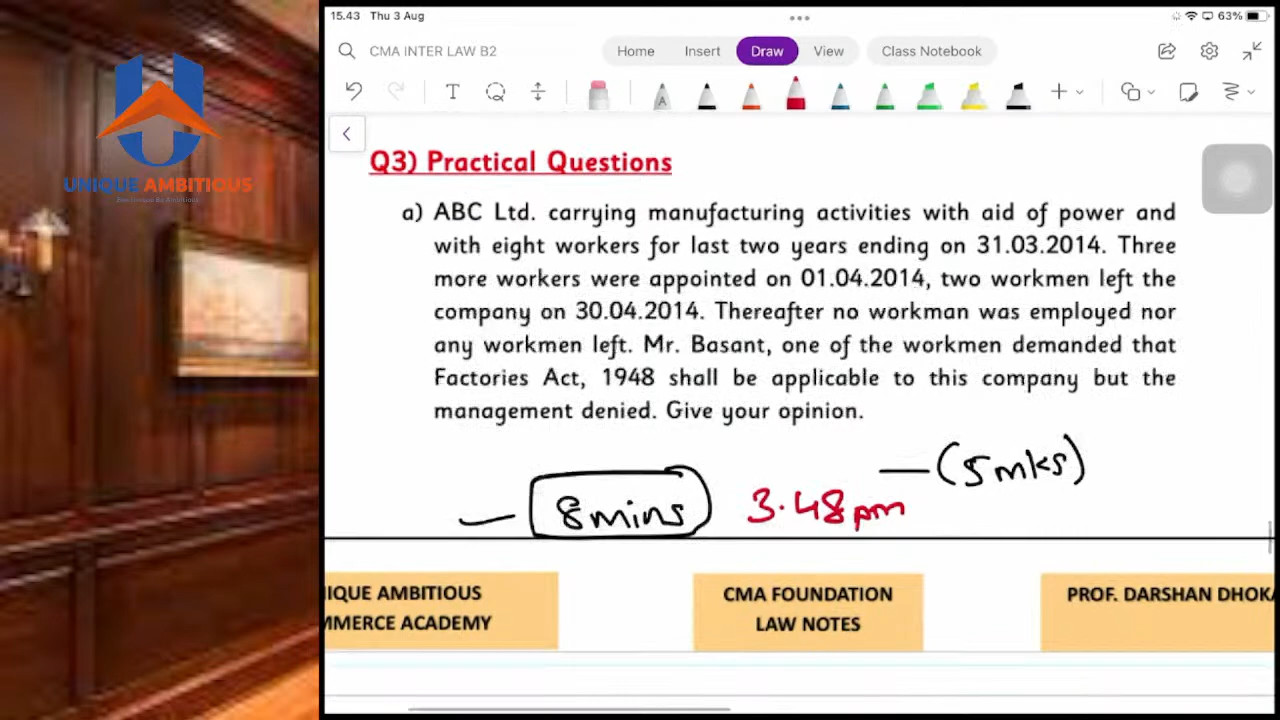 15.43 Thu 3 Aug
63%
CMA INTER LAW B2
Home Insert Draw View Class Notebook
UNIQUE AMBITIOUS
Q3) Practical Questions
a) ABC Ltd. carrying manufacturing activities with aid of power and
with eight workers for last two years ending on 31.03.2014. Three
more workers were appointed on 01.04.2014, two workmen left the
company on 30.04.2014. Thereafter no workman was employed nor
any workmen left. Mr. Basant, one of the workmen demanded that
Factories Act, 1948 shall be applicable to this company but the
management denied. Give your opinion.
— (5mks)
— 8mins 3.48pm
NIQUE AMBITIOUS
MMERCE ACADEMY
CMA FOUNDATION
LAW NOTES
PROF. DARSHAN DHOKA